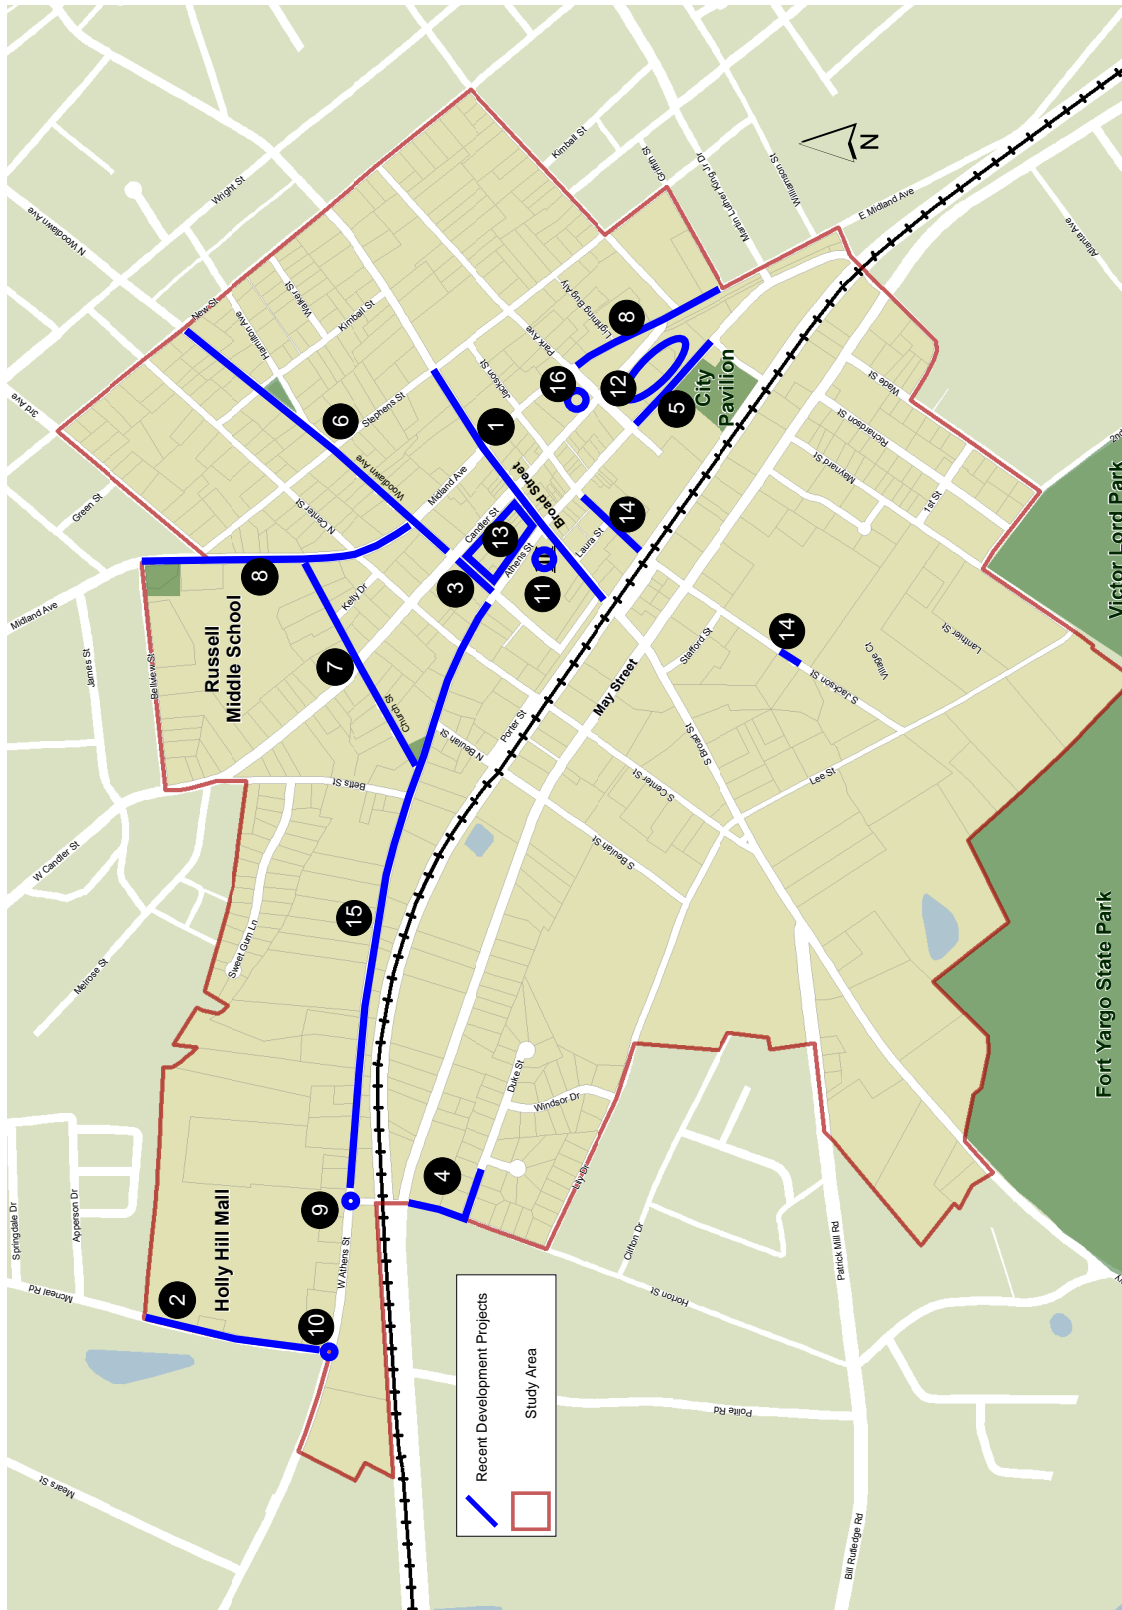 3rd Ave
N Woodlawn Ave
Wright St
New St
Green St
Hamilton Ave
Walker St
Kimball St
Kimball St
Griffith St
Martin Luther King Jr Dr
Williamson St
E Midland Ave
Atlanta Ave
N
Lightning Bug Aly
Park Ave
Jackson St
Stephens St
8
16
12
5
City
Pavilion
6
1
Woodlawn Ave
Midland Ave
N Center St
Candler St
Broad Street
13
Athens St
3
11
Laura St
14
Midland Ave
James St
Bellview St
8
Russell
Middle School
Kelly Dr
7
Church St
N Beulah St
Porter St
May Street
Wade St
Richardson St
Maynard St
1st St
2nd
Victor Lord Park
Lanthier St
Village Ct
14
S Jackson St
Stafford St
S Broad St
Lee St
S Center St
S Beulah St
Betts St
W Candler St
Melrose St
Sweet Gum Ln
15
Fort Yargo State Park
Duke St
Windsor Dr
Lily Dr
4
9
Holly Hill Mall
W Athens St
10
2
Springdale Dr
Apperson Dr
Mcneal Rd
Mears St
Clifton Dr
Horton St
Patrick Mill Rd
Polite Rd
Bill Rutledge Rd
Recent Development Projects
Study Area